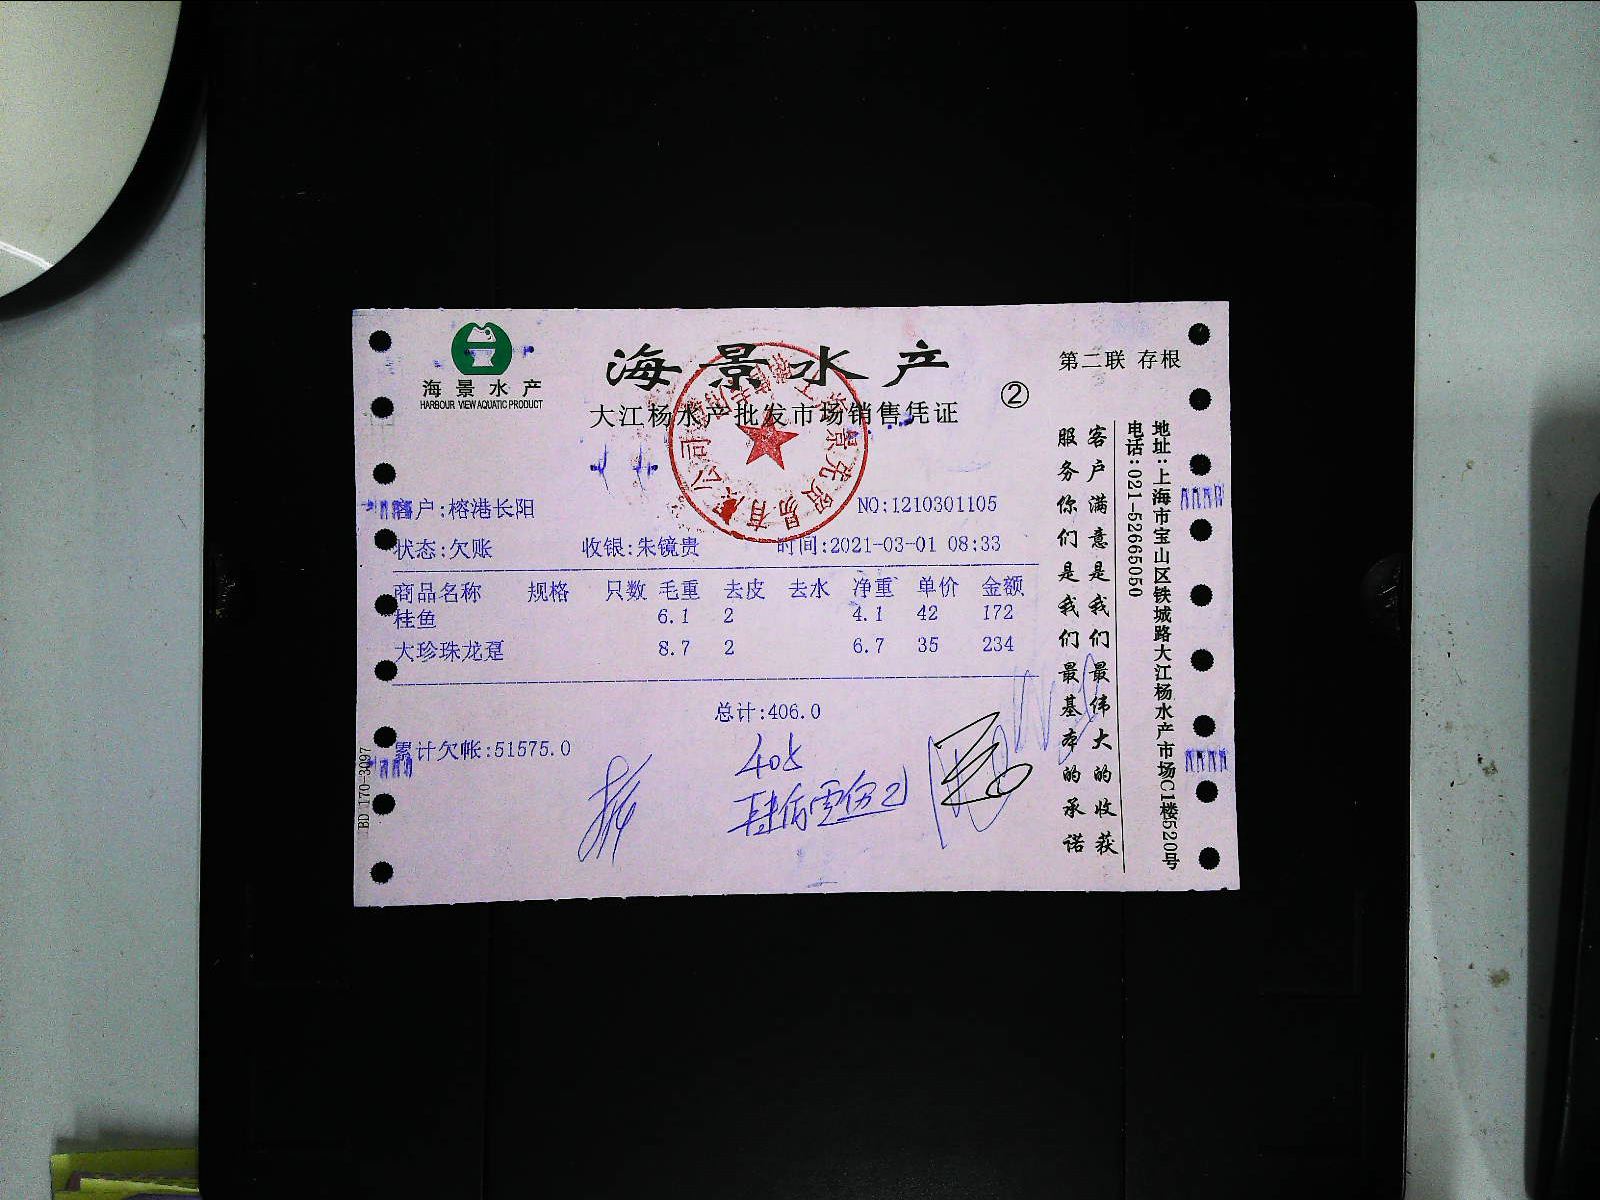 海景水产
HARBOUR VIEW AQUATIC PRODUCT
海景水产
大江杨水产批发市场销售凭证
②
第二联 存根
客户:榕港长阳
NO:1210301105
状态:欠账 收银:朱镜贵 时间:2021-03-01 08:33
商品名称 规格 只数 毛重 去皮 去水 净重 单价 金额
桂鱼 6.1 2 4.1 42 172
大珍珠龙趸 8.7 2 6.7 35 234
总计:406.0
累计欠帐:51575.0
405
肆佰零伍
客户满意是我们最伟大的收获
服务你们是我们最基本的承诺
地址:上海市宝山区铁城路大江杨水产市场C1楼520号
电话:021-52665050
BD 170-3097